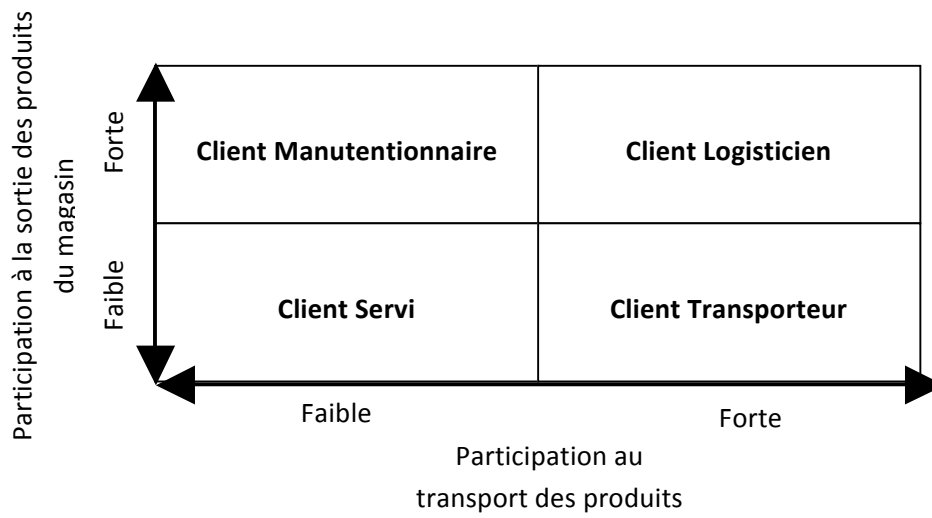 Participation à la sortie des produits
du magasin
Forte
Faible
Client Manutentionnaire
Client Logisticien
Client Servi
Client Transporteur
Faible
Forte
Participation au
transport des produits